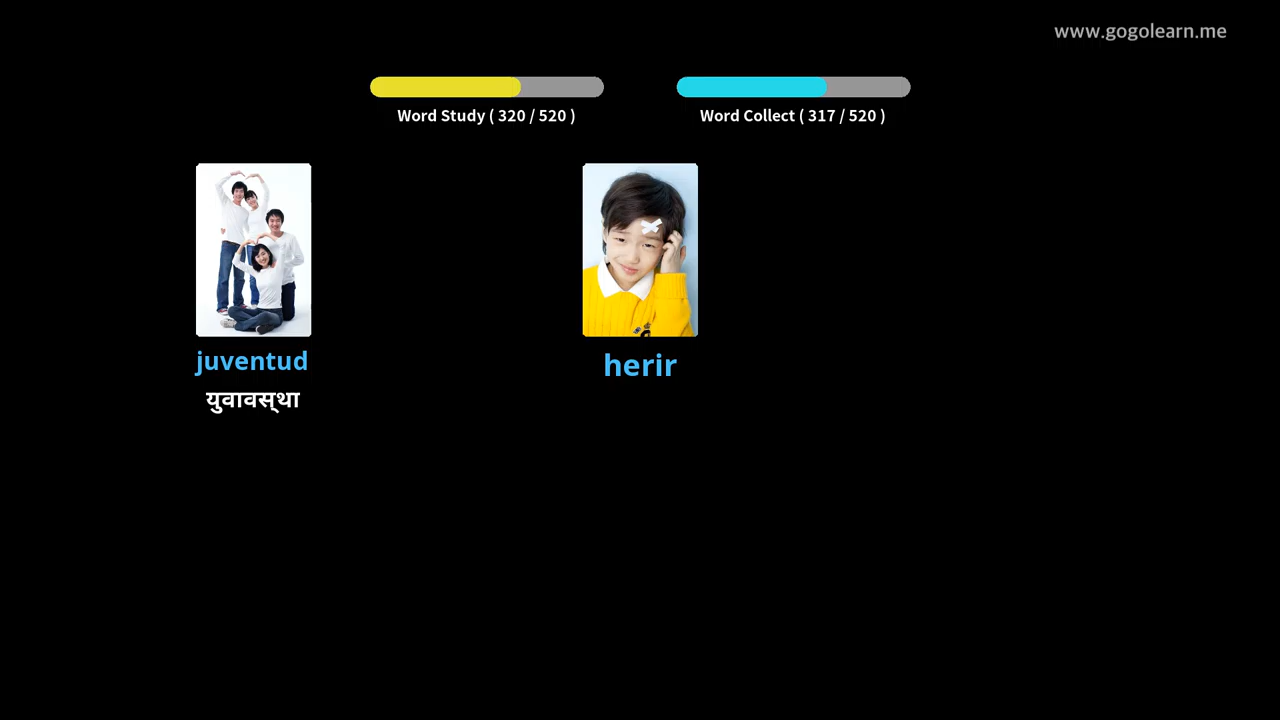 www.gogolearn.me
Word Study ( 320 / 520 )
Word Collect ( 317 / 520 )
juventud
herir
युवावस्था